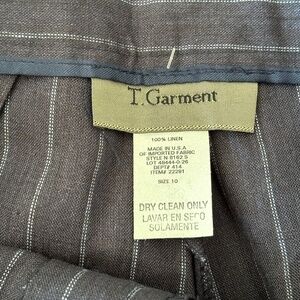 T. Garment
100% LINEN
MADE IN U.S.A
OF IMPORTED FABRIC
STYLE N 8162 S
LOT 48444-0-26
DEPT# 414
ITEM# 22291
SIZE 10
DRY CLEAN ONLY
LAVAR EN SECO
SOLAMENTE